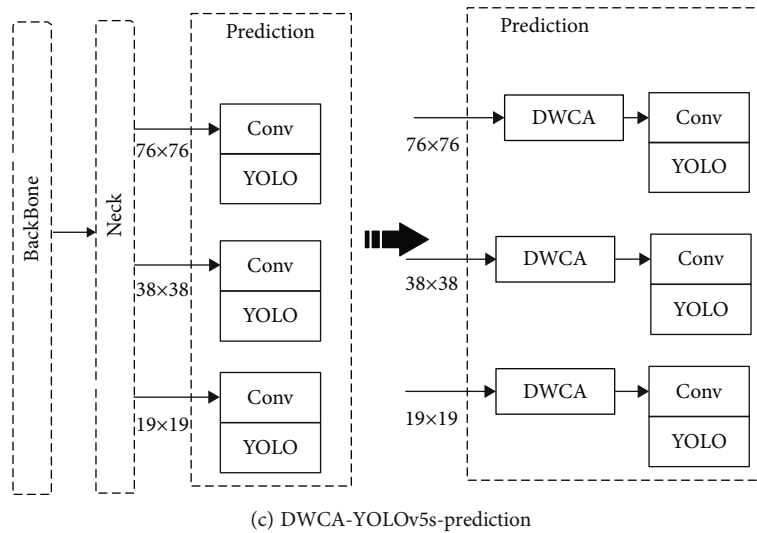 BackBone
Neck
Prediction
76×76
Conv
YOLO
38×38
Conv
YOLO
19×19
Conv
YOLO
Prediction
76×76
DWCA
Conv
YOLO
38×38
DWCA
Conv
YOLO
19×19
DWCA
Conv
YOLO
(c) DWCA-YOLOv5s-prediction